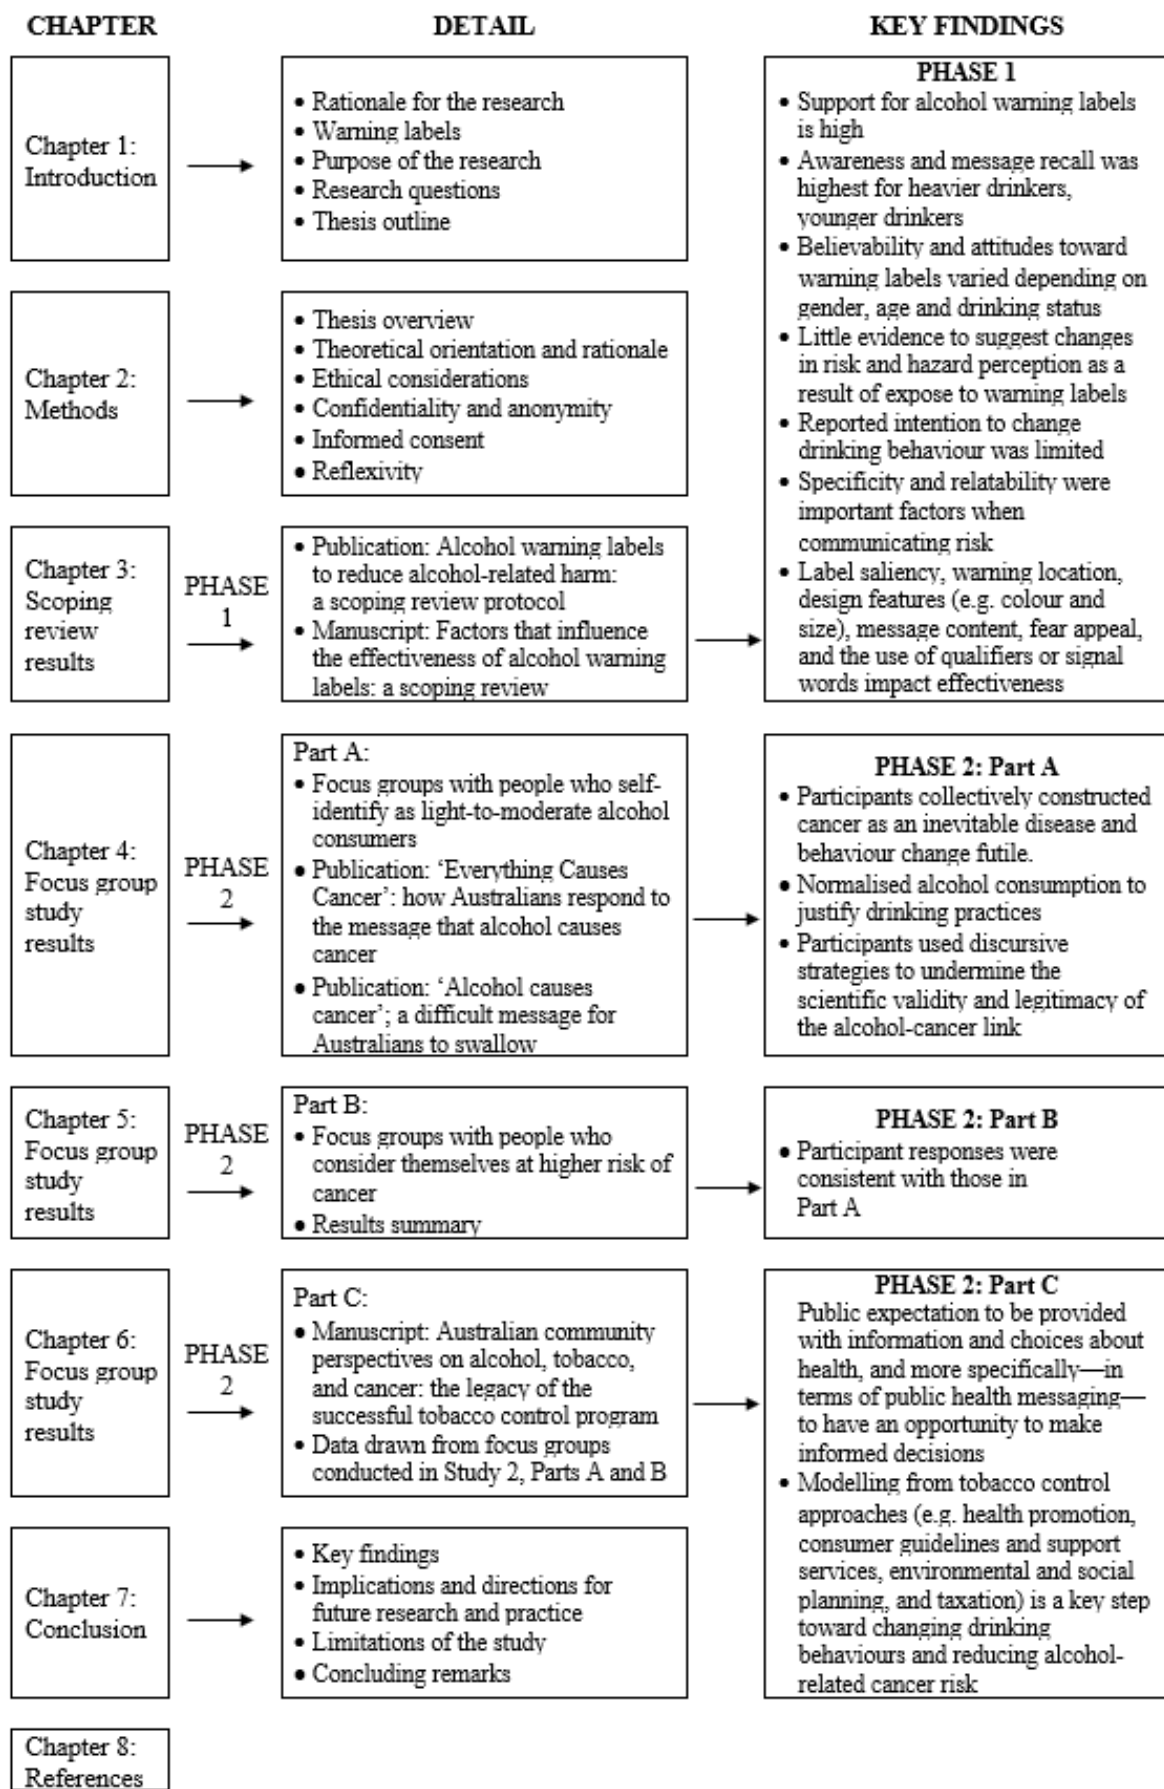 CHAPTER
DETAIL
KEY FINDINGS
Chapter 1:
Introduction
• Rationale for the research
• Warning labels
• Purpose of the research
• Research questions
• Thesis outline
PHASE 1
• Support for alcohol warning labels
is high
• Awareness and message recall was
highest for heavier drinkers,
younger drinkers
• Believability and attitudes toward
warning labels varied depending on
gender, age and drinking status
• Little evidence to suggest changes
in risk and hazard perception as a
result of expose to warning labels
• Reported intention to change
drinking behaviour was limited
• Specificity and relatability were
important factors when
communicating risk
• Label saliency, warning location,
design features (e.g. colour and
size), message content, fear appeal,
and the use of qualifiers or signal
words impact effectiveness
Chapter 2:
Methods
• Thesis overview
• Theoretical orientation and rationale
• Ethical considerations
• Confidentiality and anonymity
• Informed consent
• Reflexivity
Chapter 3:
Scoping
review
results
PHASE
1
• Publication: Alcohol warning labels
to reduce alcohol-related harm:
a scoping review protocol
• Manuscript: Factors that influence
the effectiveness of alcohol warning
labels: a scoping review
Chapter 4:
Focus group
study
results
PHASE
2
Part A:
• Focus groups with people who self-
identify as light-to-moderate alcohol
consumers
• Publication: ‘Everything Causes
Cancer’: how Australians respond to
the message that alcohol causes
cancer
• Publication: ‘Alcohol causes
cancer’; a difficult message for
Australians to swallow
PHASE 2: Part A
• Participants collectively constructed
cancer as an inevitable disease and
behaviour change futile.
• Normalised alcohol consumption to
justify drinking practices
• Participants used discursive
strategies to undermine the
scientific validity and legitimacy of
the alcohol-cancer link
Chapter 5:
Focus group
study
results
PHASE
2
Part B:
• Focus groups with people who
consider themselves at higher risk of
cancer
• Results summary
PHASE 2: Part B
• Participant responses were
consistent with those in
Part A
Chapter 6:
Focus group
study
results
PHASE
2
Part C:
• Manuscript: Australian community
perspectives on alcohol, tobacco,
and cancer: the legacy of the
successful tobacco control program
• Data drawn from focus groups
conducted in Study 2, Parts A and B
PHASE 2: Part C
Public expectation to be provided
with information and choices about
health, and more specifically—in
terms of public health messaging—
to have an opportunity to make
informed decisions
• Modelling from tobacco control
approaches (e.g. health promotion,
consumer guidelines and support
services, environmental and social
planning, and taxation) is a key step
toward changing drinking
behaviours and reducing alcohol-
related cancer risk
Chapter 7:
Conclusion
• Key findings
• Implications and directions for
future research and practice
• Limitations of the study
• Concluding remarks
Chapter 8:
References